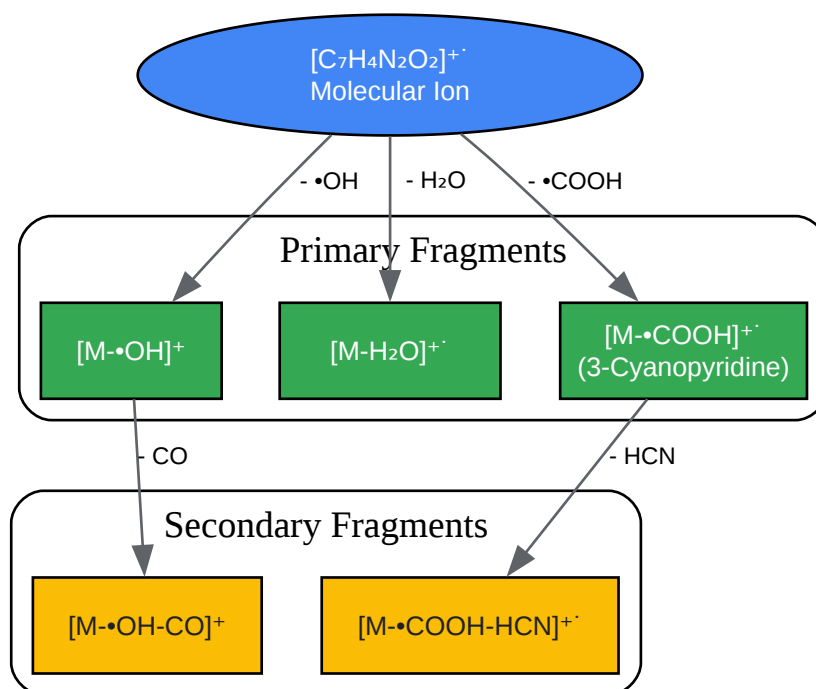 [C₇H₄N₂O₂]⁺˙
Molecular Ion
- •OH
- H₂O
- •COOH
Primary Fragments
[M-•OH]⁺
[M-H₂O]⁺˙
[M-•COOH]⁺˙
(3-Cyanopyridine)
- CO
- HCN
Secondary Fragments
[M-•OH-CO]⁺
[M-•COOH-HCN]⁺˙